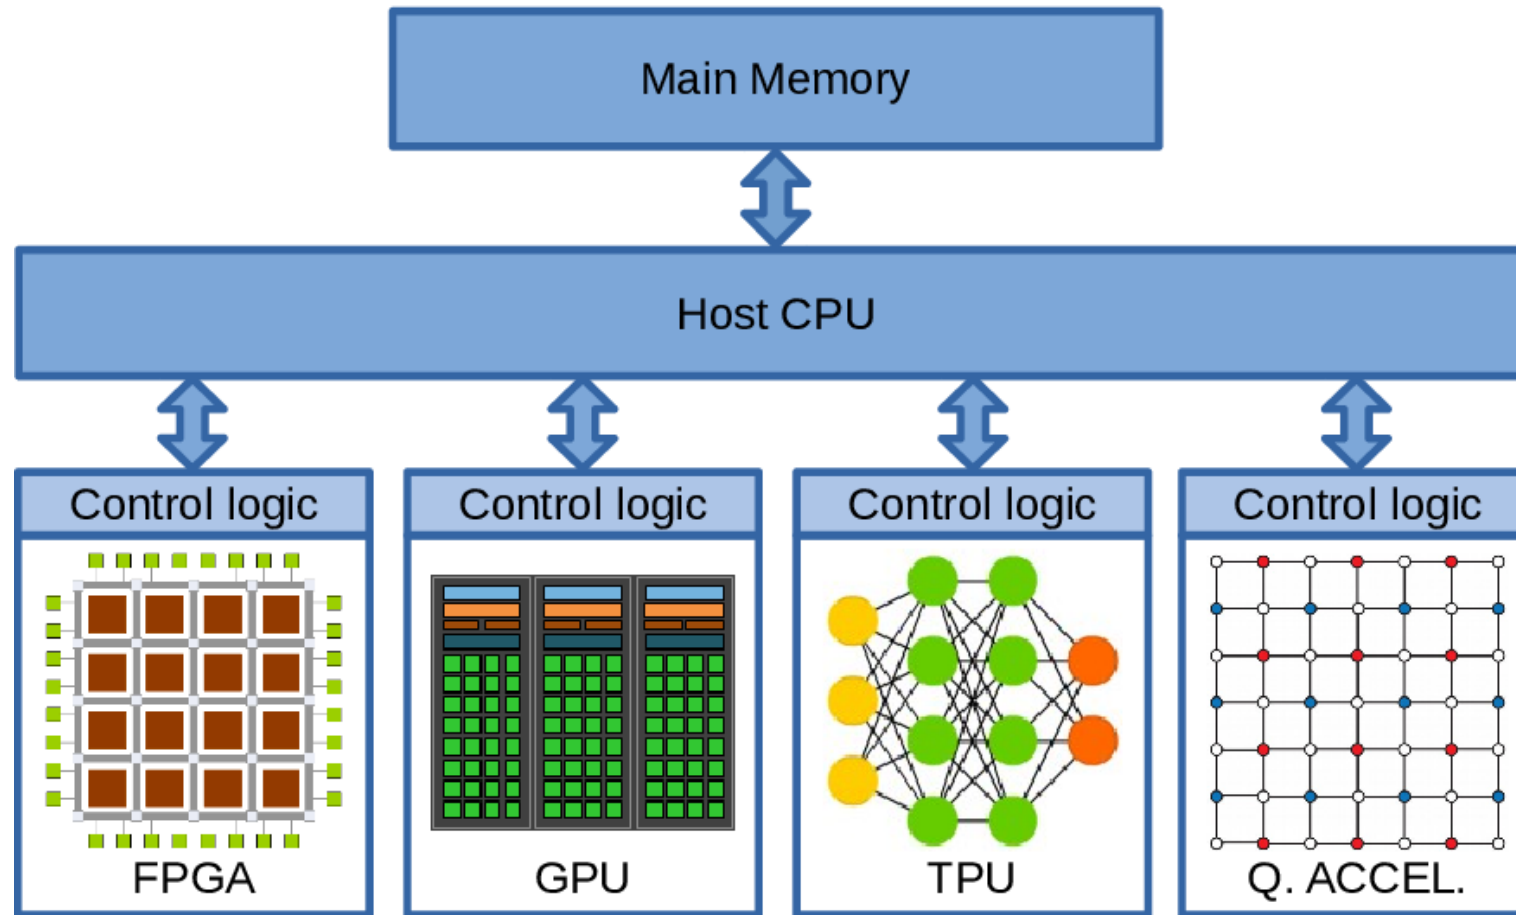 Main Memory
Host CPU
Control logic
Control logic
Control logic
Control logic
FPGA
GPU
TPU
Q. ACCEL.